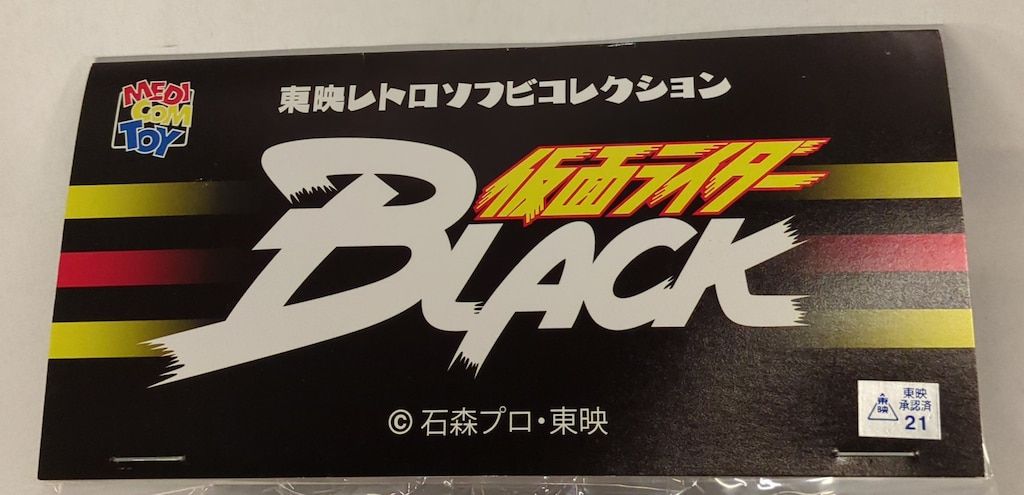 MEDI
COM
TOY
東映レトロソフビコレクション
仮面ライダー
BLACK
© 石森プロ・東映
東映
東映
承認済
21